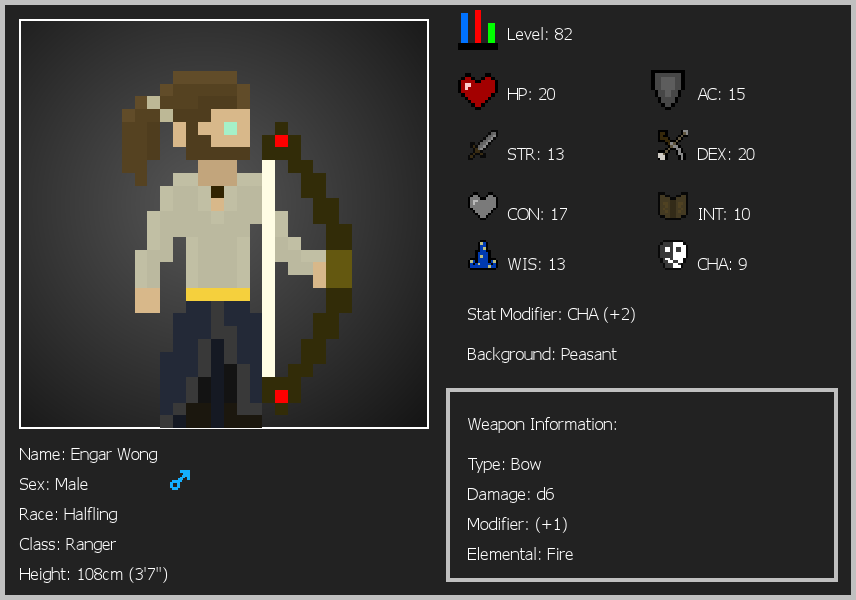 Level: 82
HP: 20
AC: 15
STR: 13
DEX: 20
CON: 17
INT: 10
WIS: 13
CHA: 9
Stat Modifier: CHA (+2)
Background: Peasant
Weapon Information:
Type: Bow
Damage: d6
Modifier: (+1)
Elemental: Fire
Name: Engar Wong
Sex: Male
Race: Halfling
Class: Ranger
Height: 108cm (3'7")